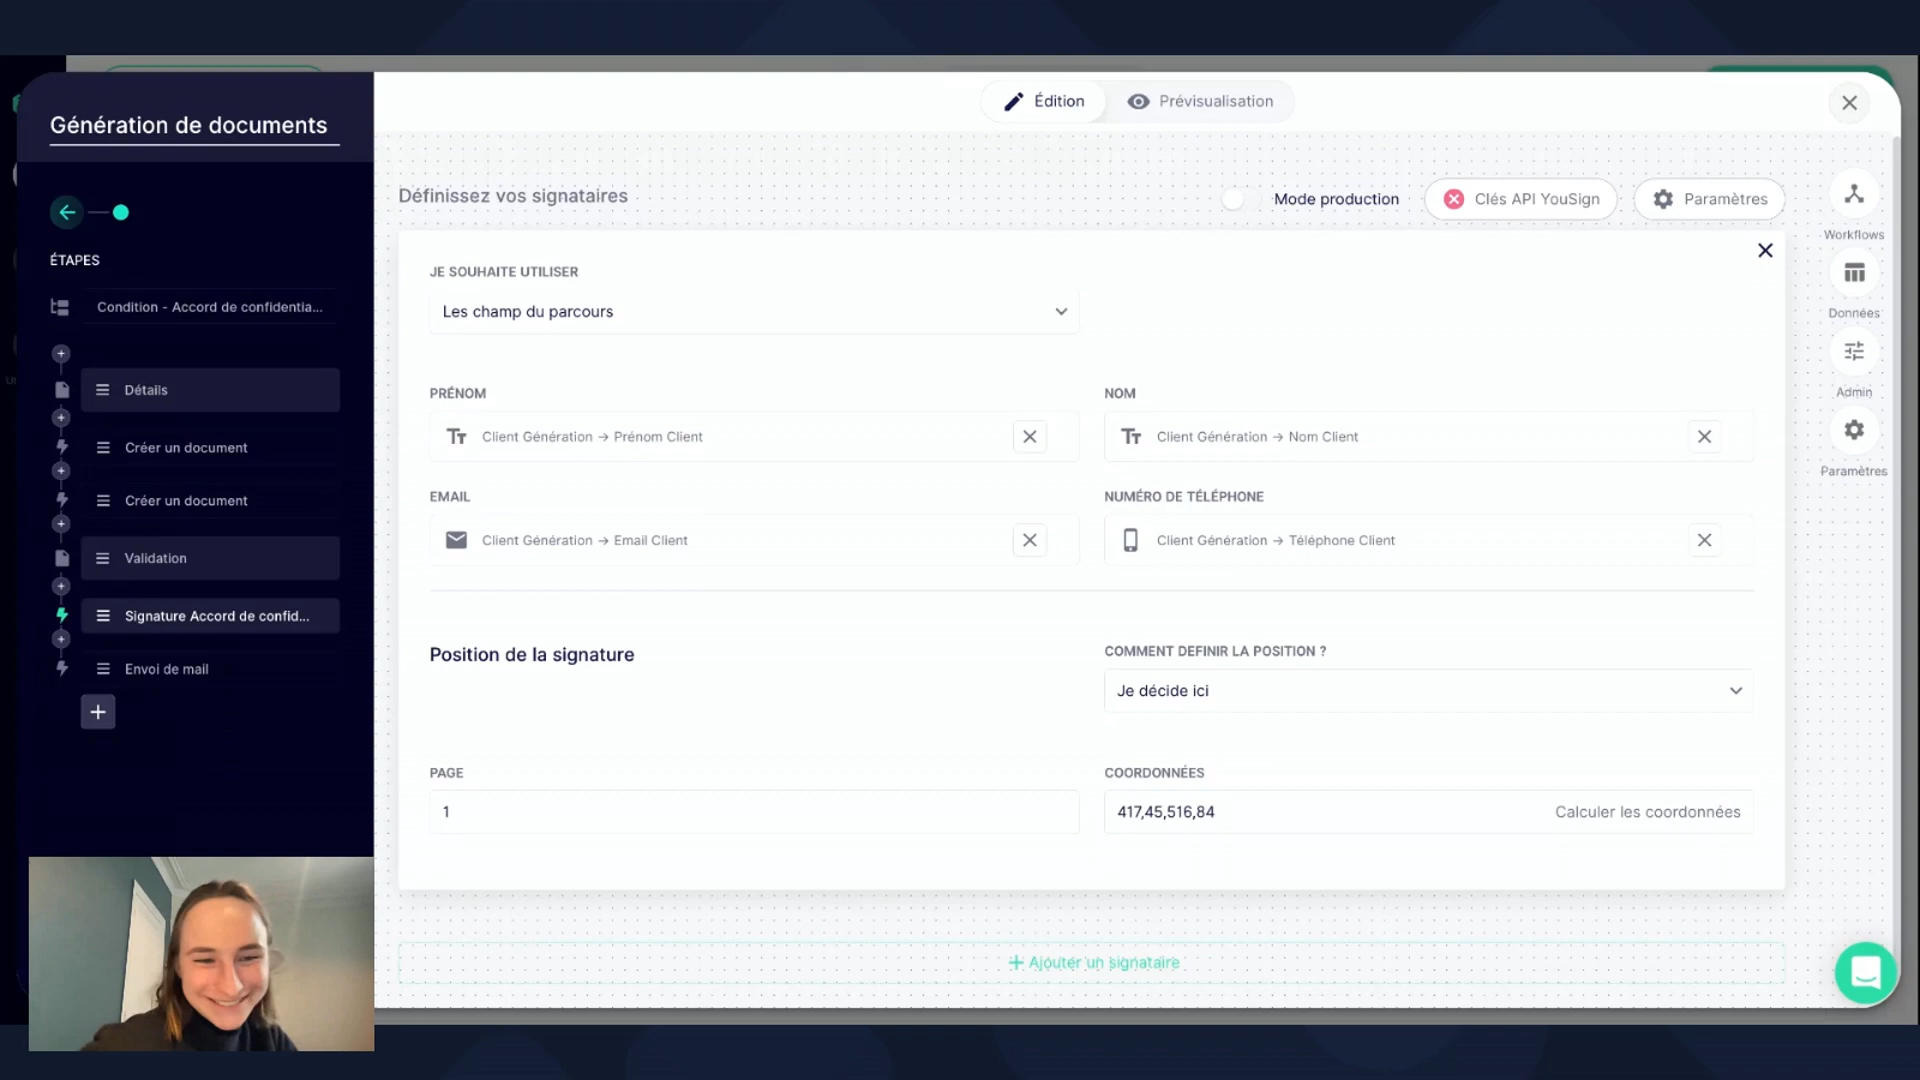 Édition
Prévisualisation
Génération de documents
ÉTAPES
Condition - Accord de confidentia...
Détails
Créer un document
Créer un document
Validation
Signature Accord de confid...
Envoi de mail
Définissez vos signataires
Mode production
Clés API YouSign
Paramètres
JE SOUHAITE UTILISER
Les champ du parcours
PRÉNOM
Client Génération → Prénom Client
NOM
Client Génération → Nom Client
EMAIL
Client Génération → Email Client
NUMÉRO DE TÉLÉPHONE
Client Génération → Téléphone Client
Position de la signature
COMMENT DEFINIR LA POSITION ?
Je décide ici
PAGE
1
COORDONNÉES
417,45,516,84
Calculer les coordonnées
+ Ajouter un signataire
Workflows
Données
Admin
Paramètres